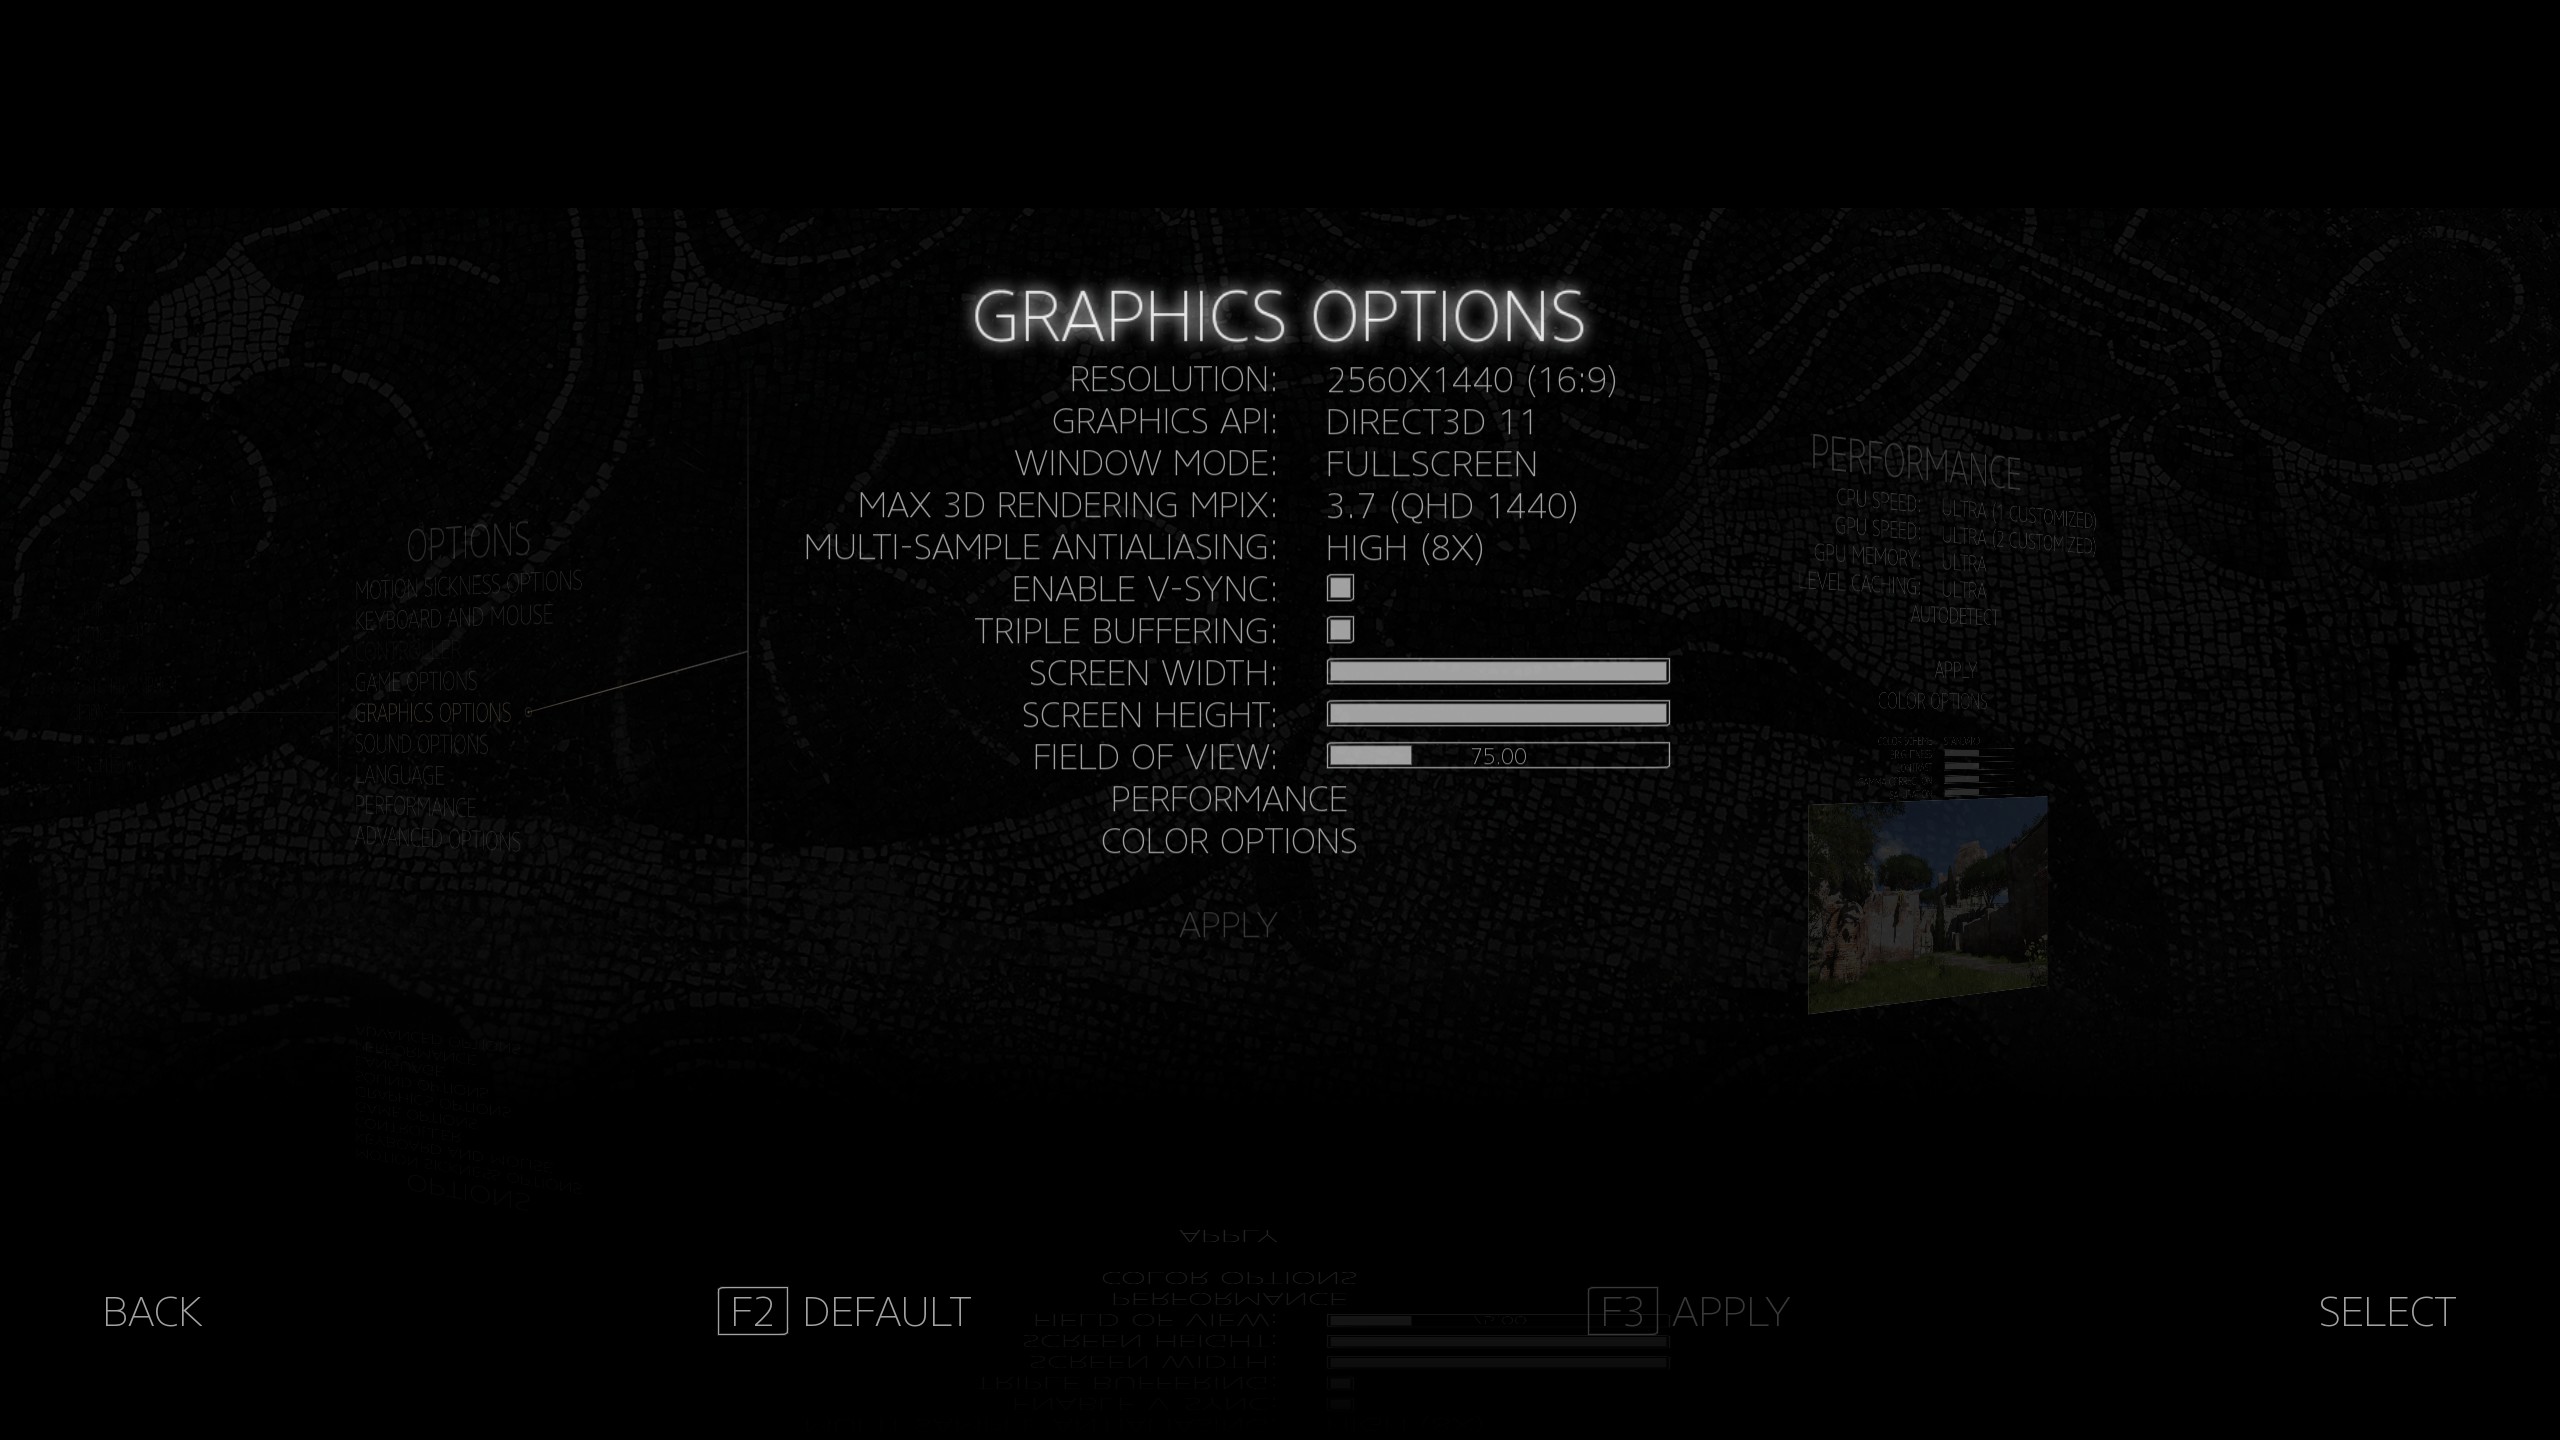 GRAPHICS OPTIONS
RESOLUTION: 2560X1440 (16:9)
GRAPHICS API: DIRECT3D 11
WINDOW MODE: FULLSCREEN
MAX 3D RENDERING MPIX: 3.7 (QHD 1440)
MULTI-SAMPLE ANTIALIASING: HIGH (8X)
ENABLE V-SYNC:
TRIPLE BUFFERING:
SCREEN WIDTH:
SCREEN HEIGHT:
FIELD OF VIEW: 75.00
PERFORMANCE
COLOR OPTIONS
APPLY
OPTIONS
MOTION SICKNESS OPTIONS
KEYBOARD AND MOUSE
GAME OPTIONS
GRAPHICS OPTIONS
SOUND OPTIONS
LANGUAGE
PERFORMANCE
ADVANCED OPTIONS
PERFORMANCE
CPU SPEED: ULTRA (1 CUSTOMIZED)
GPU SPEED: ULTRA (2 CUSTOMIZED)
GPU MEMORY: ULTRA
LEVEL CACHING: ULTRA
AUTODETECT
APPLY
COLOR OPTIONS
BACK
F2 DEFAULT
F3 APPLY
SELECT